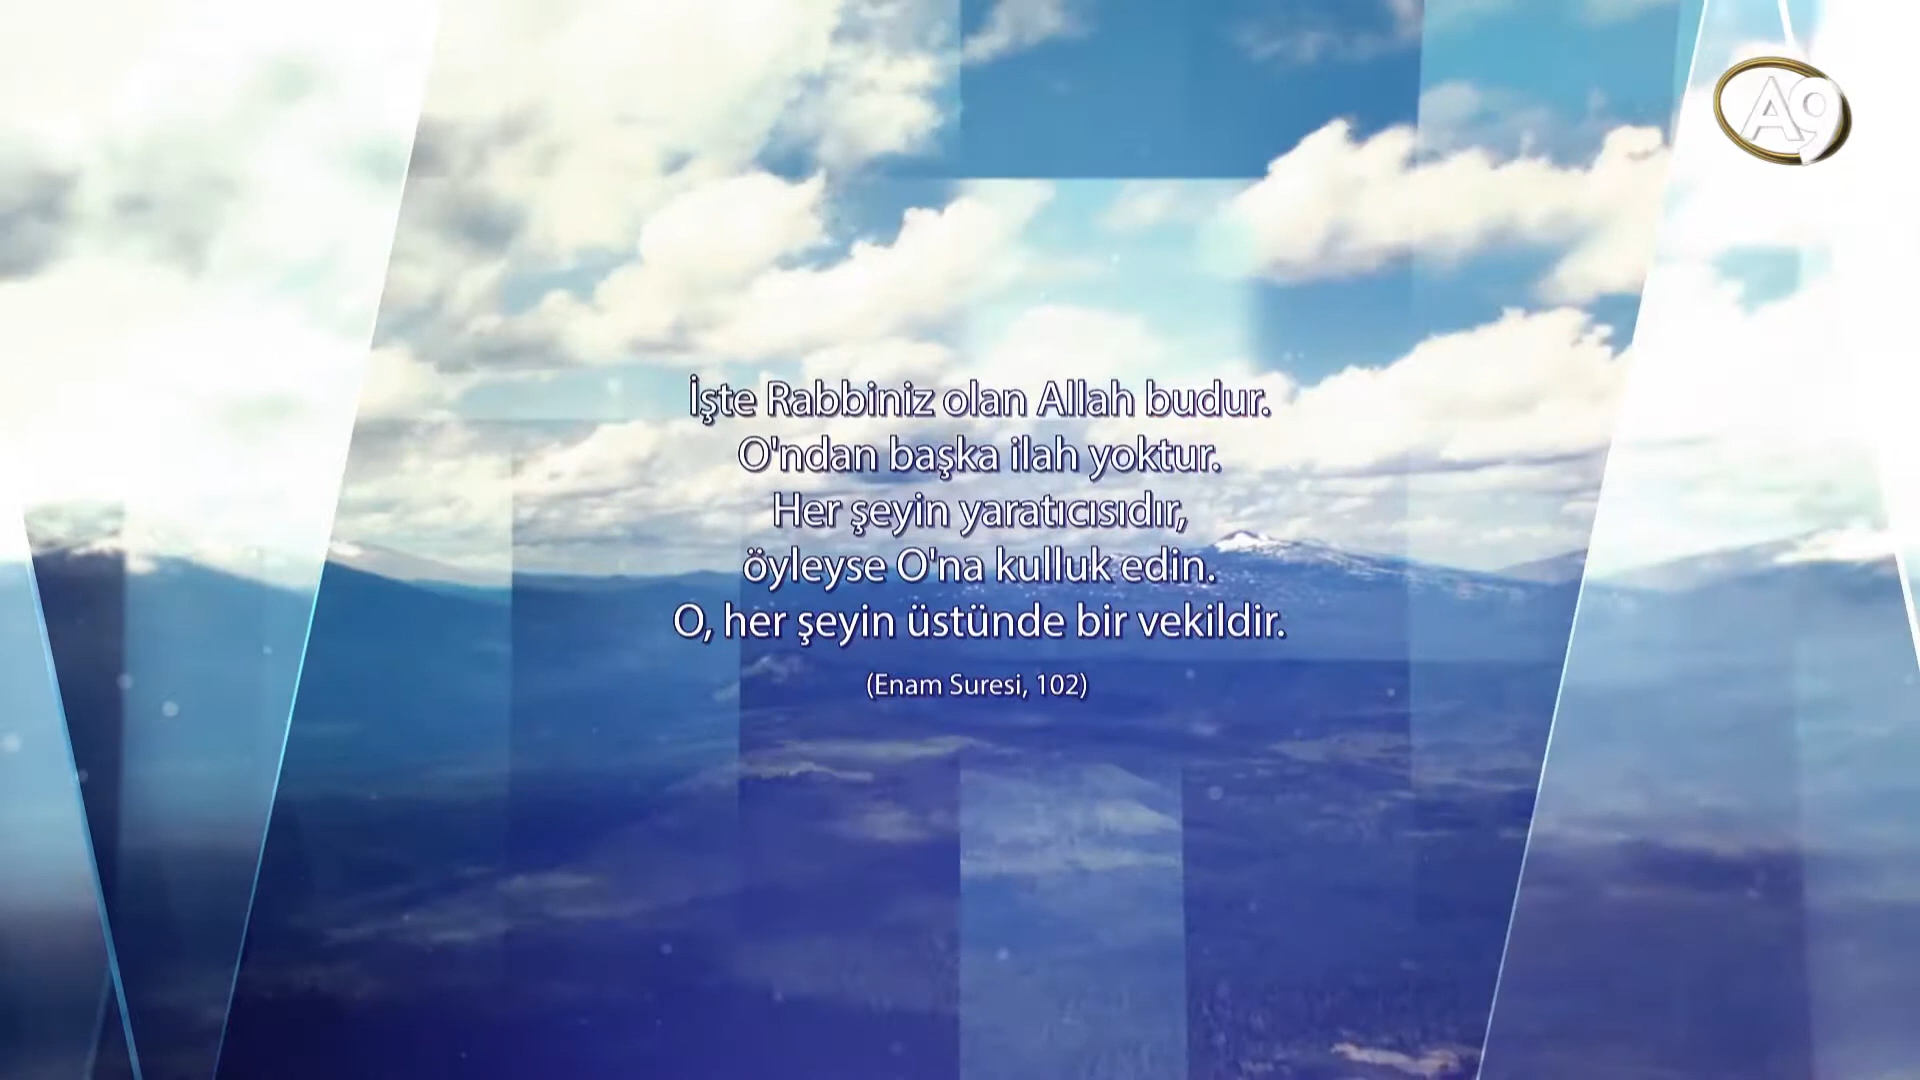 A9
İşte Rabbiniz olan Allah budur.
O'ndan başka ilah yoktur.
Her şeyin yaratıcısıdır,
öyleyse O'na kulluk edin.
O, her şeyin üstünde bir vekildir.
(Enam Suresi, 102)